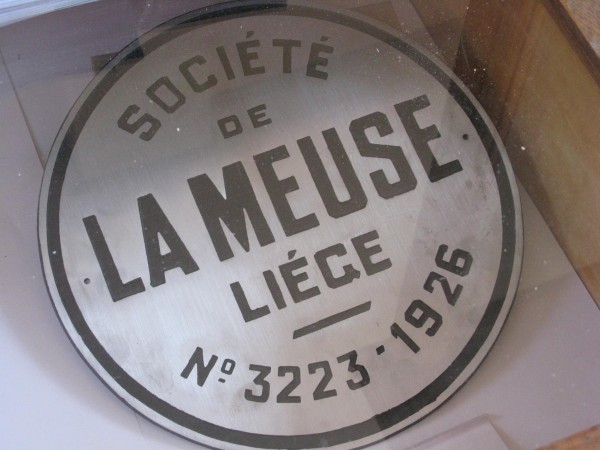 SOCIÉTÉ
DE
LA MEUSE
LIÉGE
Nº 3223 - 1926